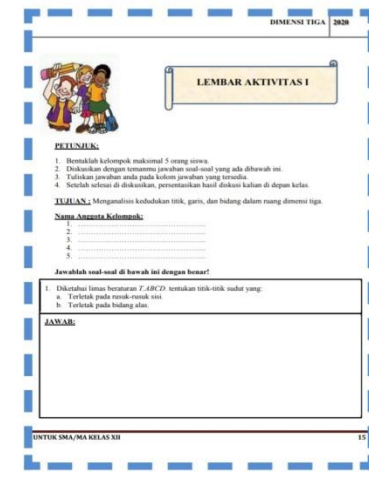 DIMENSI TIGA 2020
LEMBAR AKTIVITAS I
PETUNJUK:
1. Bentuklah kelompok maksimal 5 orang siswa.
2. Diskusikan dengan temanmu jawaban soal-soal yang ada dibawah ini.
3. Tuliskan jawaban anda pada kolom jawaban yang tersedia.
4. Setelah selesai di diskusikan, persentasikan hasil diskusi kalian di depan kelas.
TUJUAN : Menganalisis kedudukan titik, garis, dan bidang dalam ruang dimensi tiga.
Nama Anggota Kelompok:
1. ........................................
2. ........................................
3. ........................................
4. ........................................
5. ........................................
Jawablah soal-soal di bawah ini dengan benar!
1. Diketahui limas beraturan T.ABCD. tentukan titik-titik sudut yang:
a. Terletak pada rusuk-rusuk sisi.
b. Terletak pada bidang alas.
JAWAB:
UNTUK SMA/MA KELAS XII 15